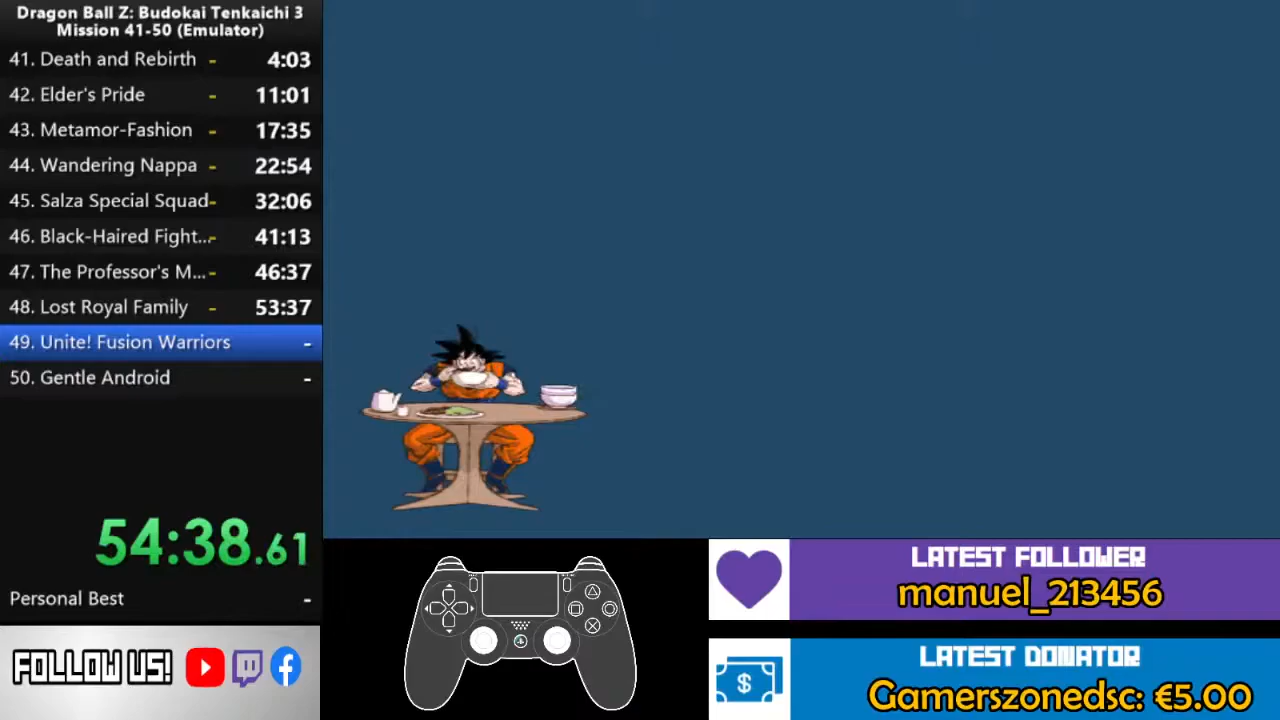 Dragon Ball Z: Budokai Tenkaichi 3
Mission 41-50 (Emulator)
41. Death and Rebirth - 4:03
42. Elder's Pride - 11:01
43. Metamor-Fashion - 17:35
44. Wandering Nappa - 22:54
45. Salza Special Squad- 32:06
46. Black-Haired Fight...- 41:13
47. The Professor's M...- 46:37
48. Lost Royal Family - 53:37
49. Unite! Fusion Warriors -
50. Gentle Android -
54:38.61
Personal Best -
FOLLOW US!
LATEST FOLLOWER
manuel_213456
LATEST DONATOR
Gamerszonedsc: €5.00